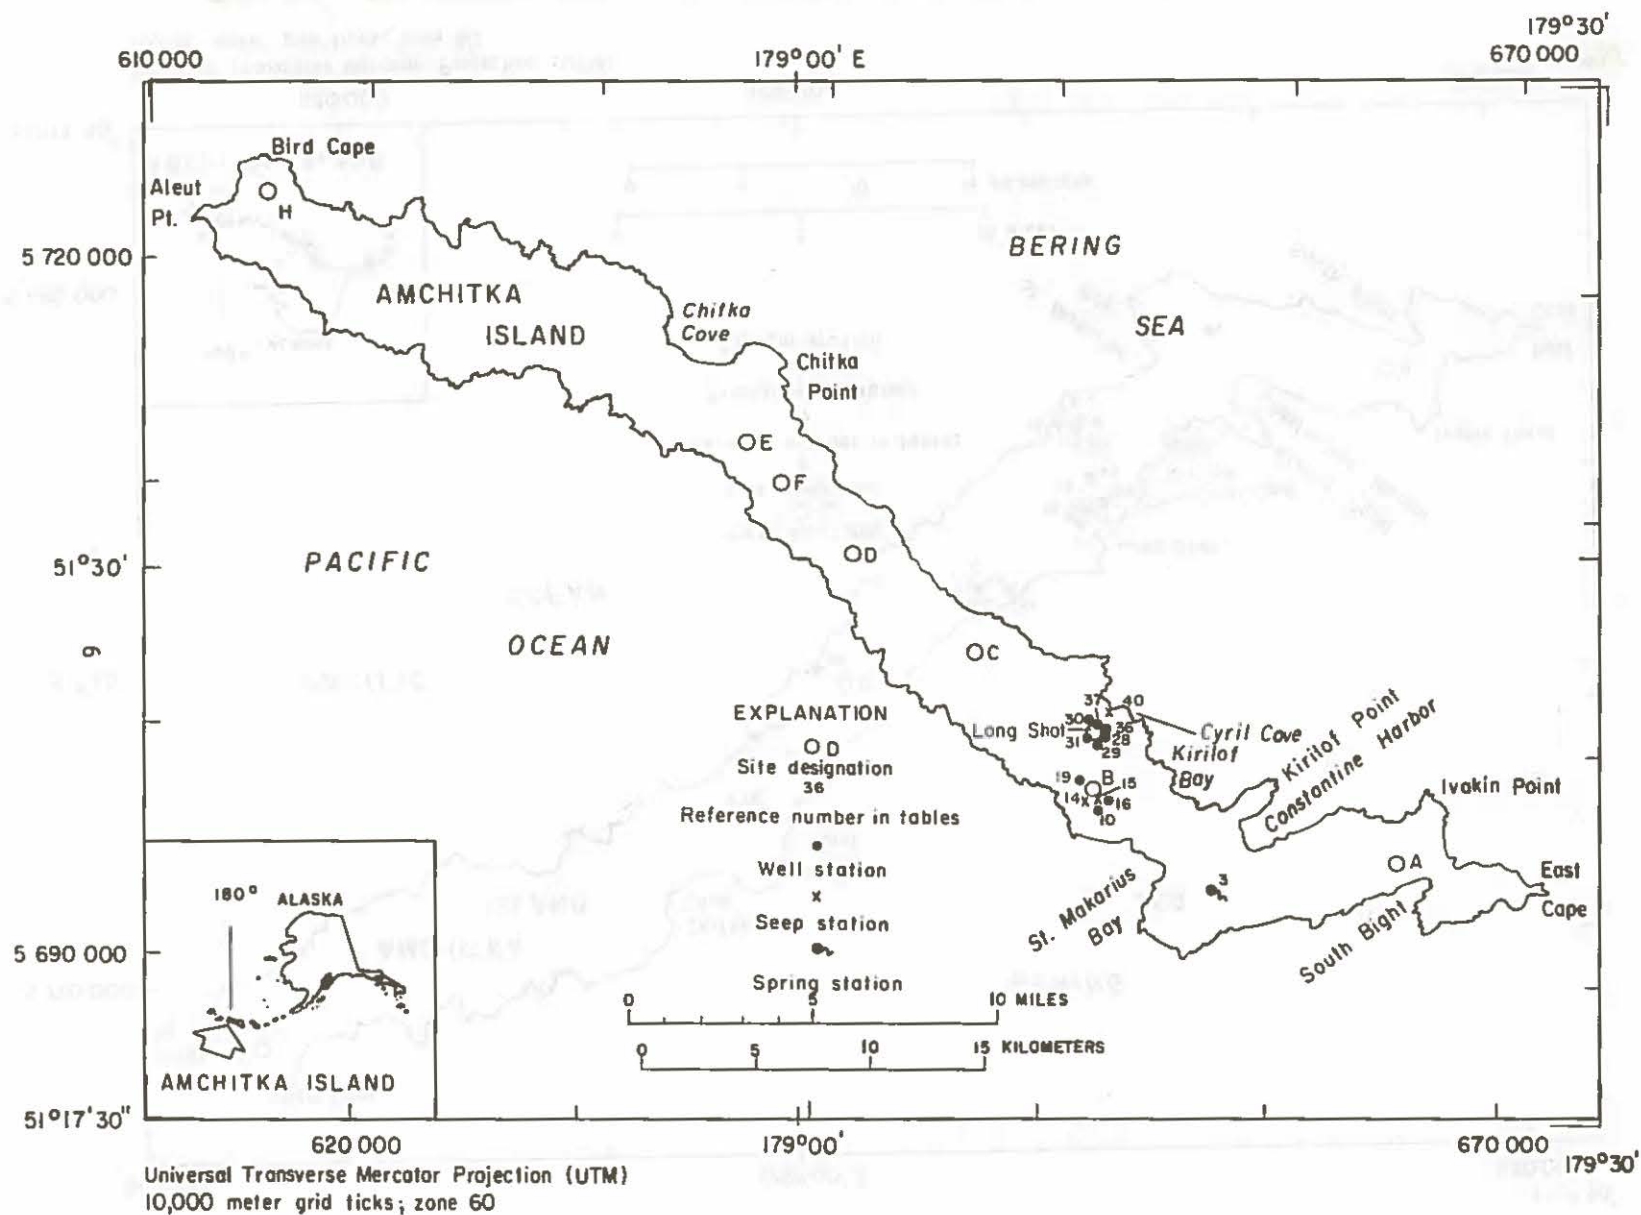 179°30'
610 000
179°00' E
670 000
Bird Cape
Aleut
Pt.
H
5 720 000
BERING
SEA
AMCHITKA
ISLAND
Chitka
Cove
Chitka
Point
E
F
D
51°30'
PACIFIC
OCEAN
C
6
37
40
30
36
Long Shot
31
28
29
Cyril Cove
Kirilof
Bay
Kirilof Point
Constantine Harbor
19
B
15
14
16
10
Ivakin Point
A
East
Cape
3
St. Makarius
Bay
South Bight
EXPLANATION
D
Site designation
36
Reference number in tables
Well station
x
Seep station
Spring station
0 5 10 MILES
0 5 10 15 KILOMETERS
5 690 000
180°
ALASKA
AMCHITKA ISLAND
51°17'30"
620 000
179°00'
670 000
179°30'
Universal Transverse Mercator Projection (UTM)
10,000 meter grid ticks; zone 60